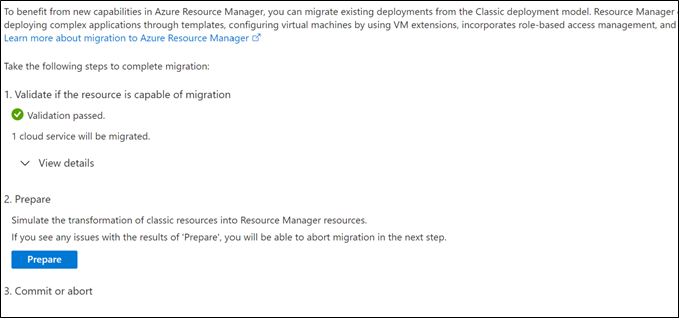 To benefit from new capabilities in Azure Resource Manager, you can migrate existing deployments from the Classic deployment model. Resource Manager
deploying complex applications through templates, configuring virtual machines by using VM extensions, incorporates role-based access management, and
Learn more about migration to Azure Resource Manager
Take the following steps to complete migration:
1. Validate if the resource is capable of migration
Validation passed.
1 cloud service will be migrated.
View details
2. Prepare
Simulate the transformation of classic resources into Resource Manager resources.
If you see any issues with the results of 'Prepare', you will be able to abort migration in the next step.
Prepare
3. Commit or abort